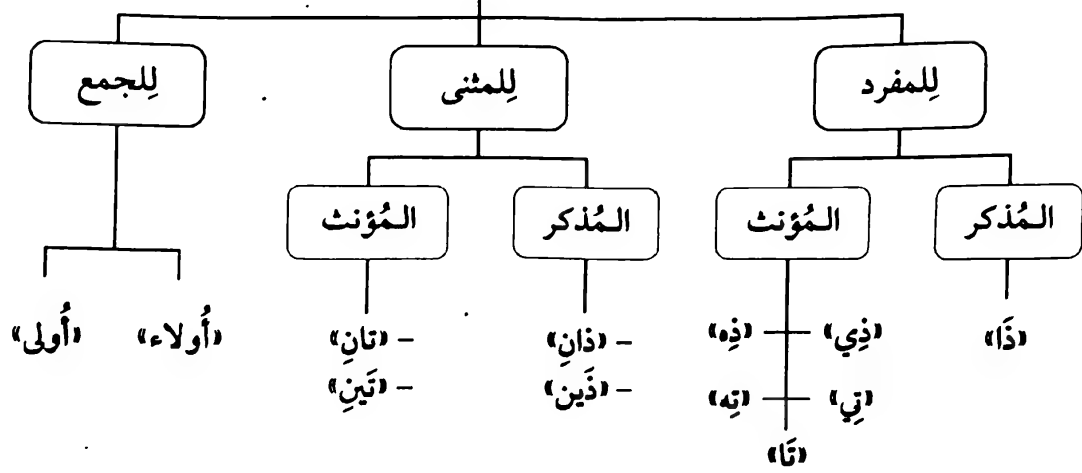 لِلمفرد لِلمثنى لِلجمع
المُذكر المُؤنث المُذكر المُؤنث
«ذَا» «ذِي» «ذِه» – «ذانِ» – «تانِ» «أُولاء» «أُولى»
«تِي» «تِه» – «ذَين» – «تَينِ»
«تَا»